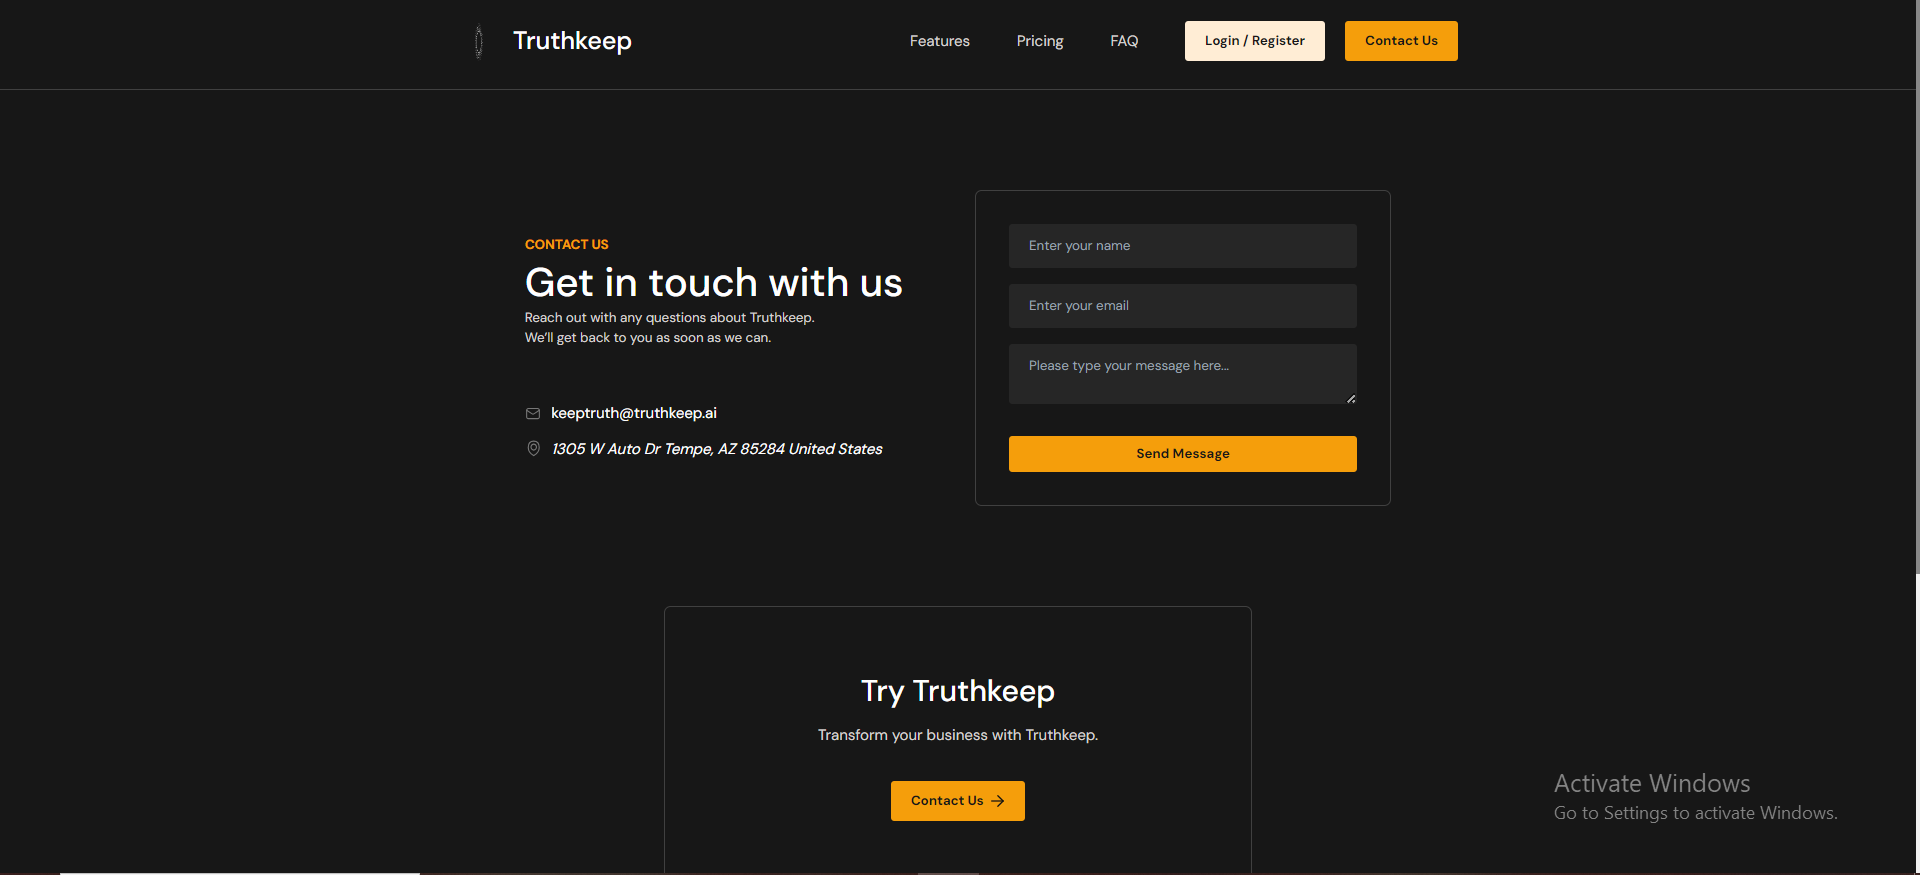 Truthkeep
Features
Pricing
FAQ
Login / Register
Contact Us
CONTACT US
Get in touch with us
Reach out with any questions about Truthkeep.
We'll get back to you as soon as we can.
keeptruth@truthkeep.ai
1305 W Auto Dr Tempe, AZ 85284 United States
Enter your name
Enter your email
Please type your message here...
Send Message
Try Truthkeep
Transform your business with Truthkeep.
Contact Us
Activate Windows
Go to Settings to activate Windows.